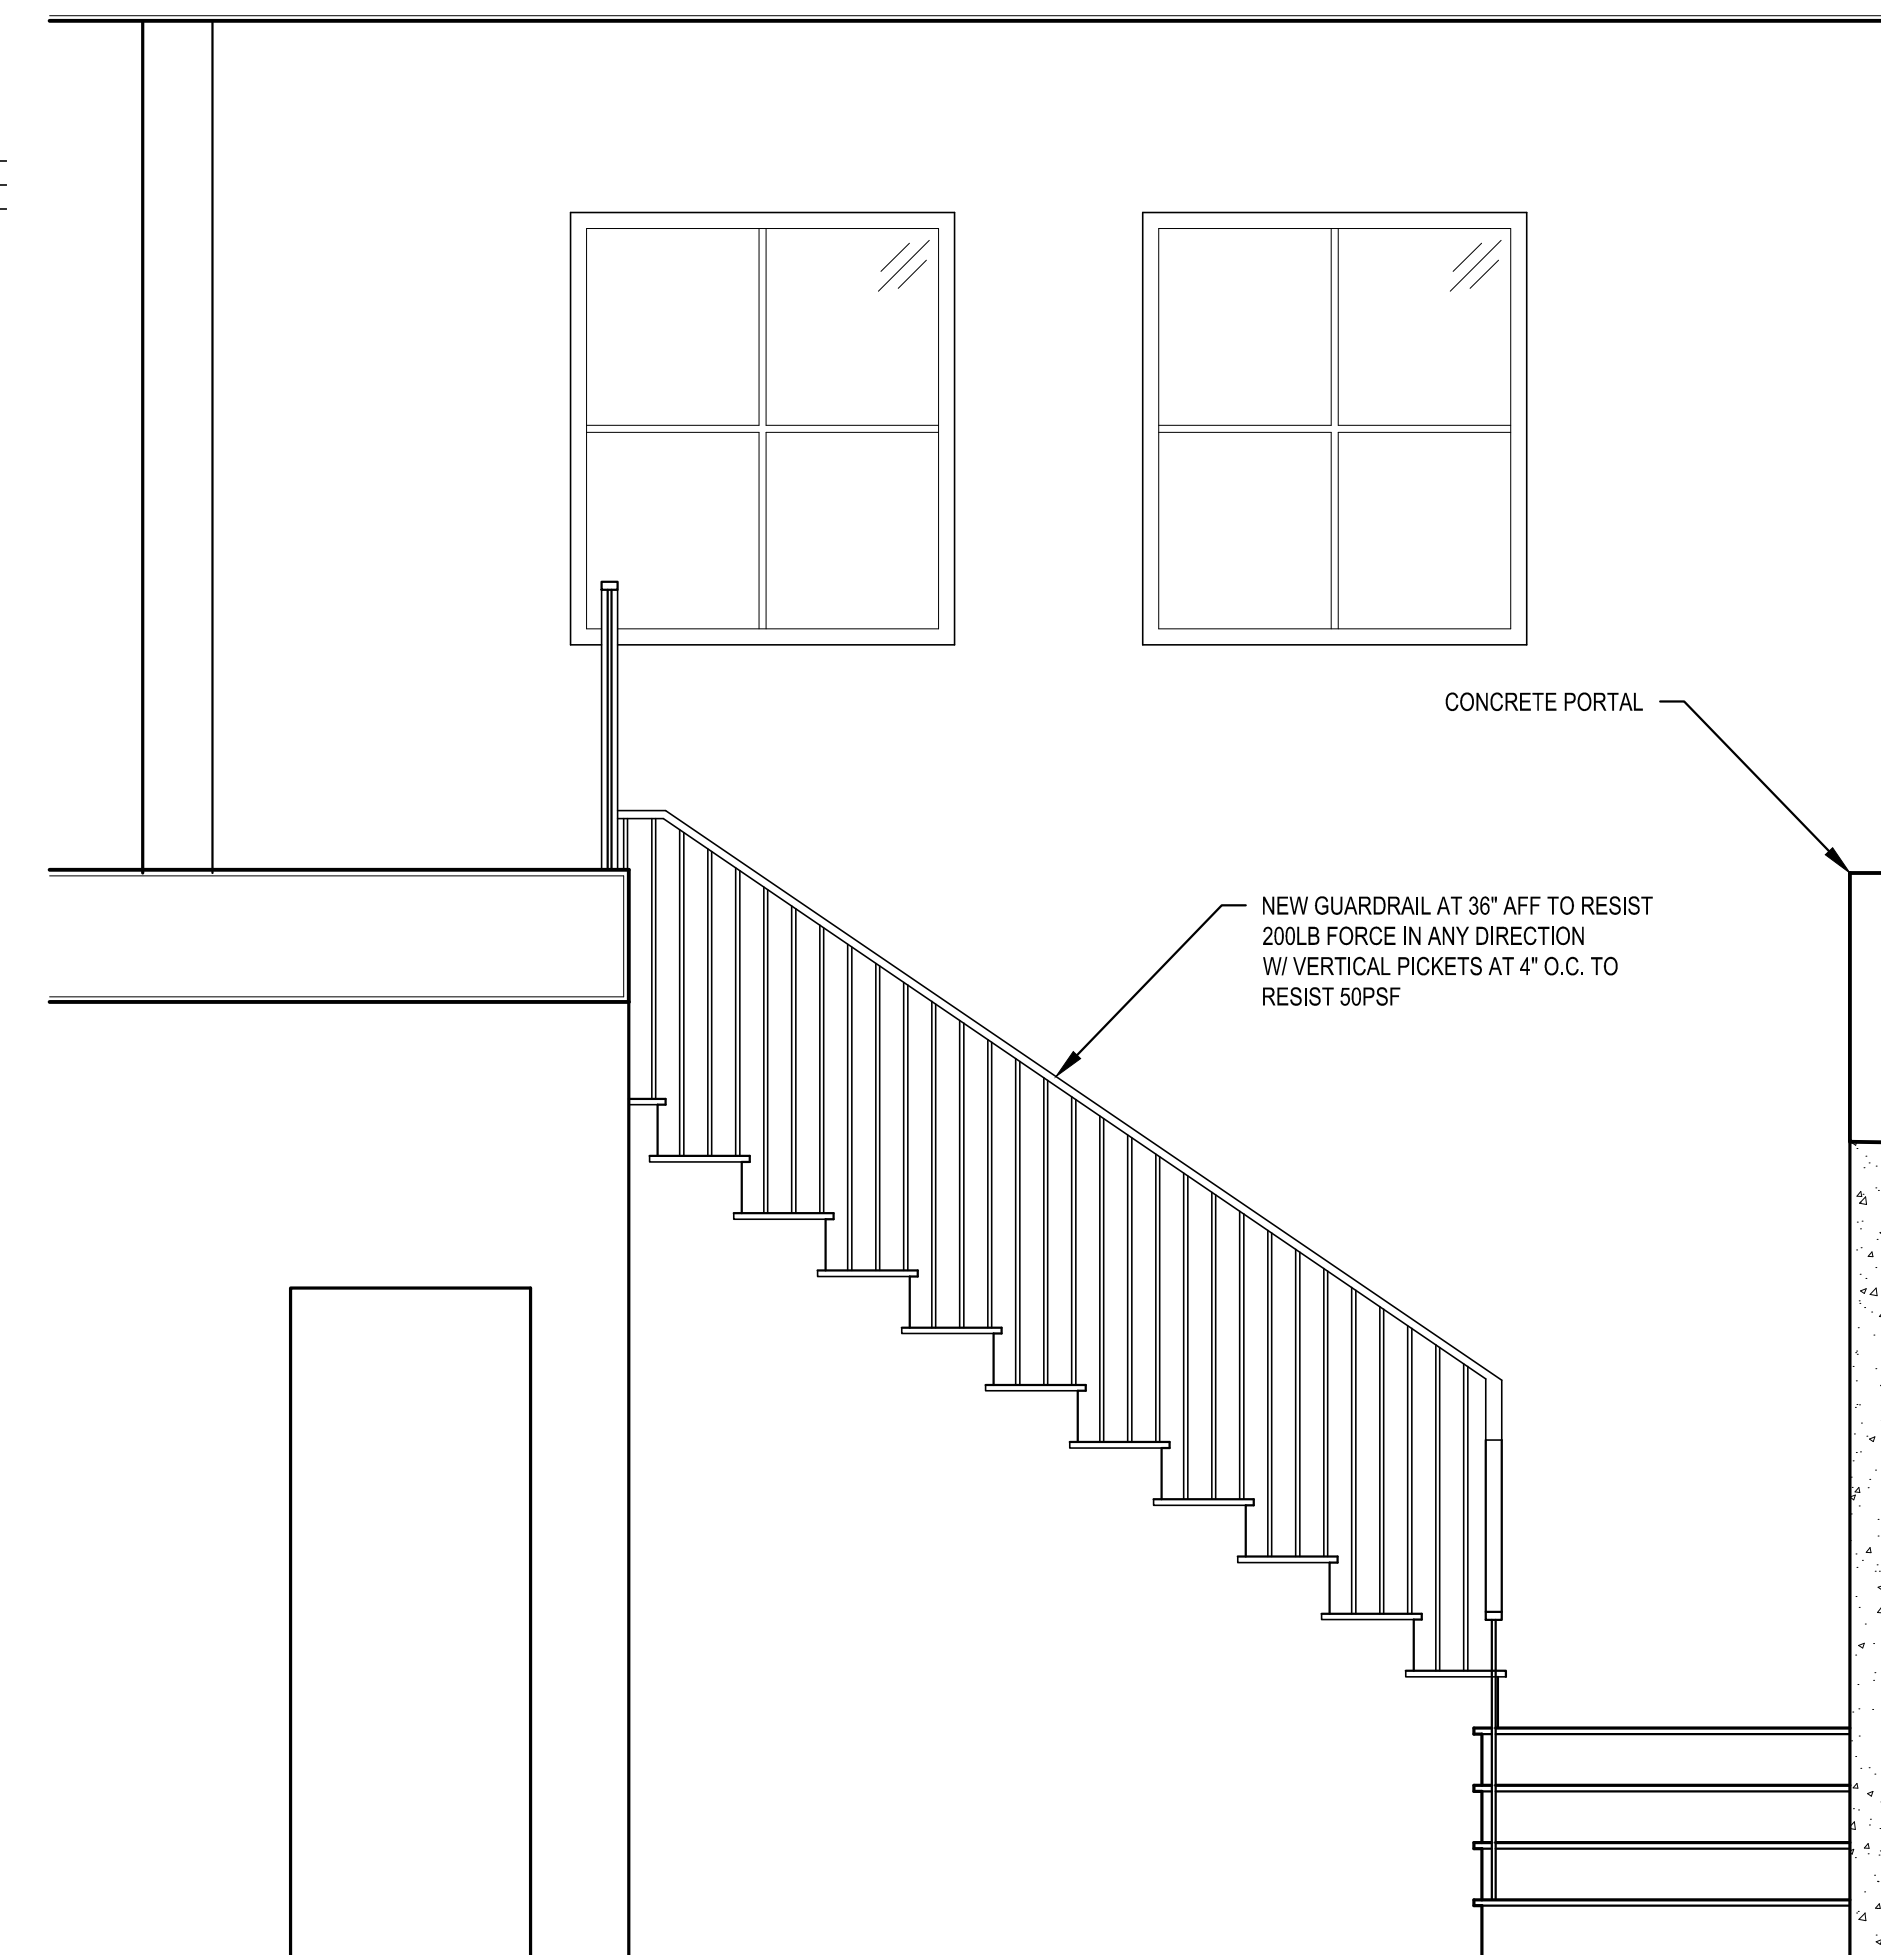 CONCRETE PORTAL
NEW GUARDRAIL AT 36" AFF TO RESIST
200LB FORCE IN ANY DIRECTION
W/ VERTICAL PICKETS AT 4" O.C. TO
RESIST 50PSF